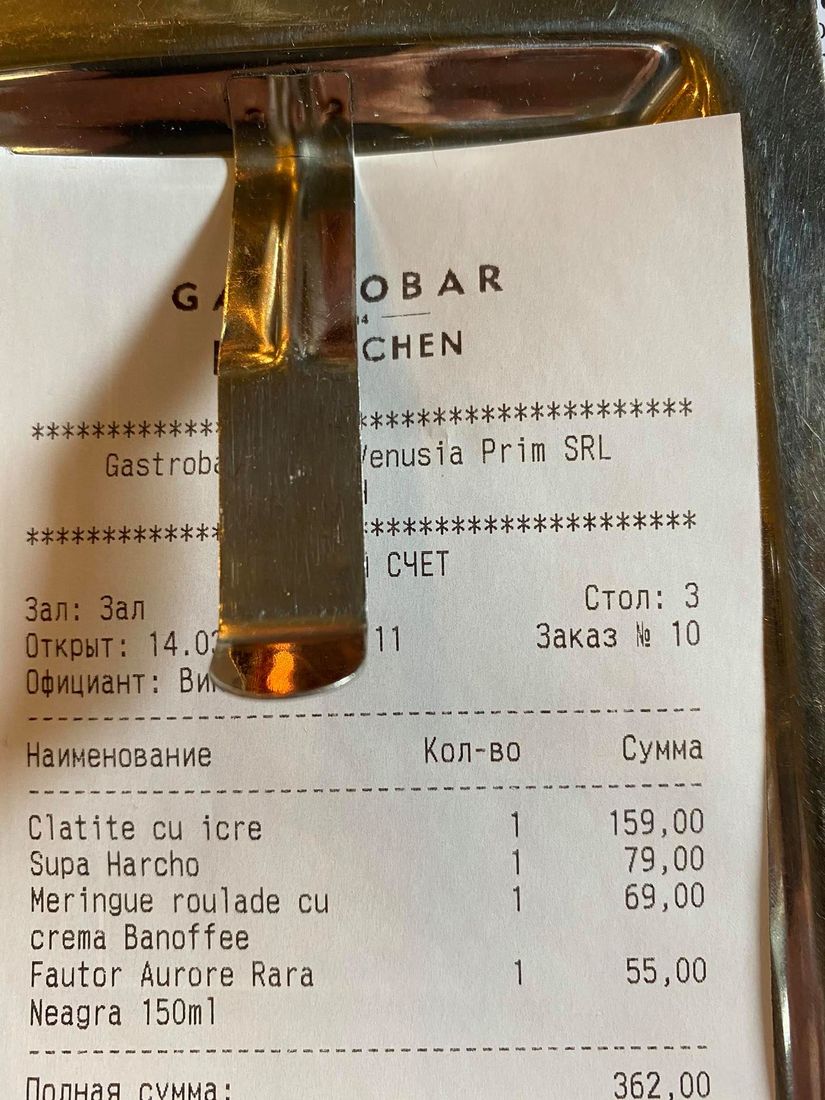 OBAR
CHEN
************* **********************
Gastroba Venusia Prim SRL
************* **********************
СЧЕТ
Зал: Зал Стол: 3
Открыт: 14.0 11 Заказ № 10
Официант: Ви
Наименование Кол-во Сумма
Clatite cu icre 1 159,00
Supa Harcho 1 79,00
Meringue roulade cu 1 69,00
crema Banoffee
Fautor Aurore Rara 1 55,00
Neagra 150ml
Полная сумма: 362,00